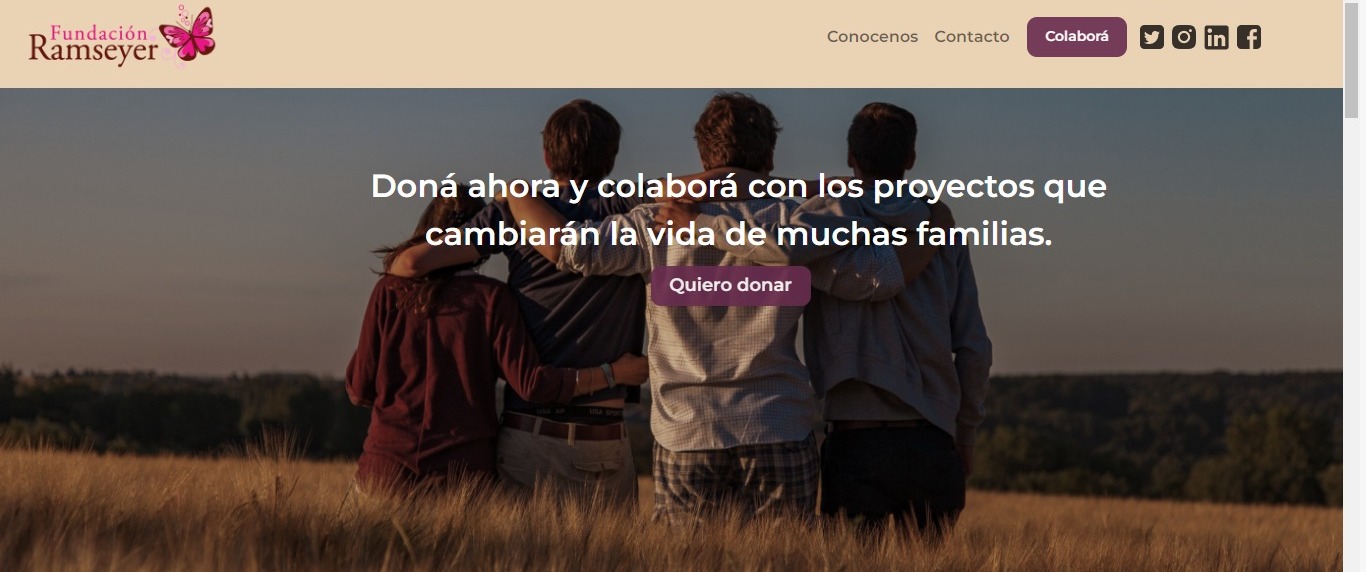 Fundación
Ramseyer
Conocenos Contacto Colaborá
Doná ahora y colaborá con los proyectos que
cambiarán la vida de muchas familias.
Quiero donar